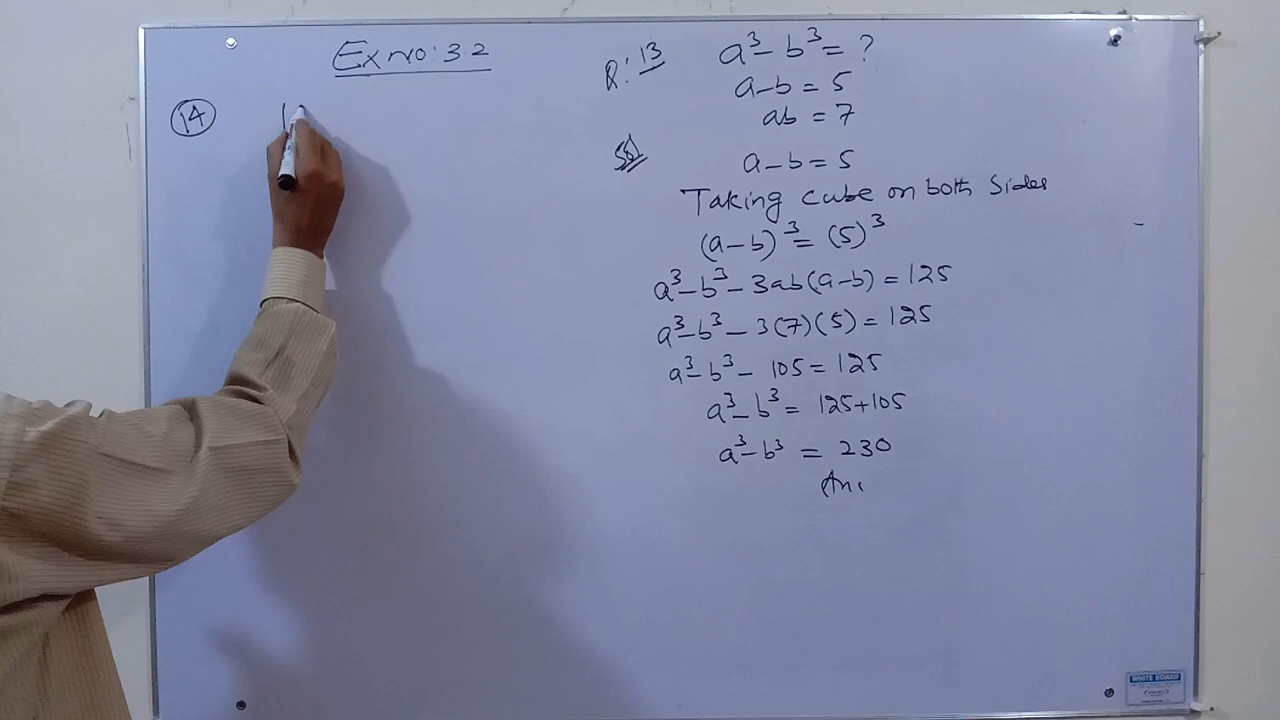 Ex no: 3.2
14
Q: 13 a³ - b³ = ?
a - b = 5
ab = 7
Sol a - b = 5
Taking cube on both sides
(a - b)³ = (5)³
a³ - b³ - 3ab(a - b) = 125
a³ - b³ - 3(7)(5) = 125
a³ - b³ - 105 = 125
a³ - b³ = 125 + 105
a³ - b³ = 230
Ans
WHITE BOARD